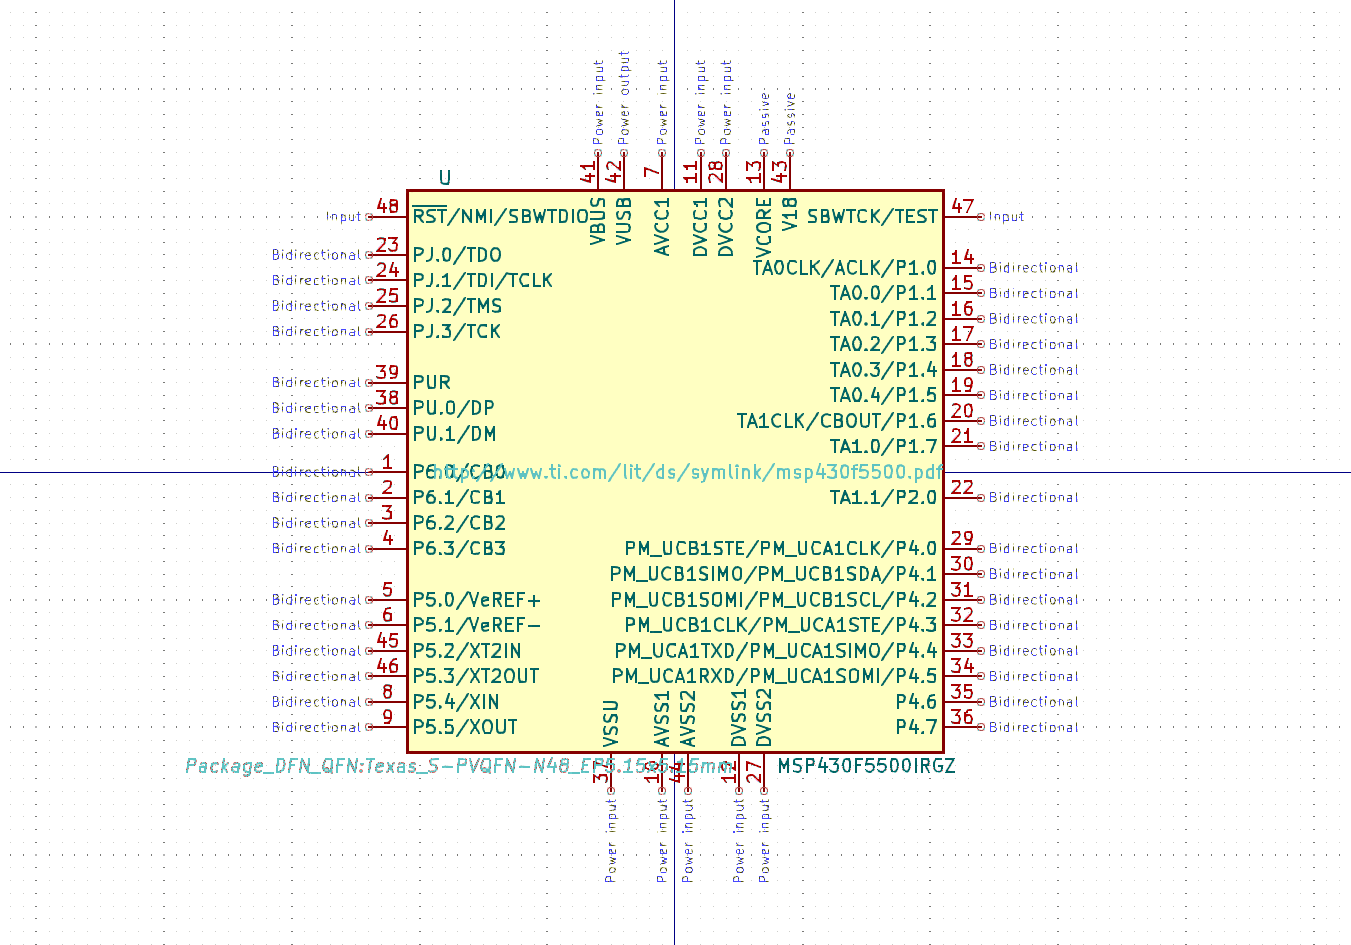 Power input
Power output
Power input
Power input
Power input
Passive
Passive
41
42
7
11
28
13
43
U
VBUS
VUSB
AVCC1
DVCC1
DVCC2
VCORE
V18
Input 48 RST/NMI/SBWTDIO
SBWTCK/TEST 47 Input
Bidirectional 23 PJ.0/TDO
TA0CLK/ACLK/P1.0 14 Bidirectional
Bidirectional 24 PJ.1/TDI/TCLK
TA0.0/P1.1 15 Bidirectional
Bidirectional 25 PJ.2/TMS
TA0.1/P1.2 16 Bidirectional
Bidirectional 26 PJ.3/TCK
TA0.2/P1.3 17 Bidirectional
TA0.3/P1.4 18 Bidirectional
Bidirectional 39 PUR
TA0.4/P1.5 19 Bidirectional
Bidirectional 38 PU.0/DP
TA1CLK/CBOUT/P1.6 20 Bidirectional
Bidirectional 40 PU.1/DM
TA1.0/P1.7 21 Bidirectional
Bidirectional 1 P6.0/CB0
http://www.ti.com/lit/ds/symlink/msp430f5500.pdf
Bidirectional 2 P6.1/CB1
TA1.1/P2.0 22 Bidirectional
Bidirectional 3 P6.2/CB2
Bidirectional 4 P6.3/CB3
PM_UCB1STE/PM_UCA1CLK/P4.0 29 Bidirectional
PM_UCB1SIMO/PM_UCB1SDA/P4.1 30 Bidirectional
Bidirectional 5 P5.0/VeREF+
PM_UCB1SOMI/PM_UCB1SCL/P4.2 31 Bidirectional
Bidirectional 6 P5.1/VeREF-
PM_UCB1CLK/PM_UCA1STE/P4.3 32 Bidirectional
Bidirectional 45 P5.2/XT2IN
PM_UCA1TXD/PM_UCA1SIMO/P4.4 33 Bidirectional
Bidirectional 46 P5.3/XT2OUT
PM_UCA1RXD/PM_UCA1SOMI/P4.5 34 Bidirectional
Bidirectional 8 P5.4/XIN
P4.6 35 Bidirectional
Bidirectional 9 P5.5/XOUT
P4.7 36 Bidirectional
VSSU
AVSS1
AVSS2
DVSS1
DVSS2
Package_DFN_QFN:Texas_S-PVQFN-N48_EP5.15x5.15mm
MSP430F5500IRGZ
37
12
27
Power input
Power input
Power input
Power input
Power input